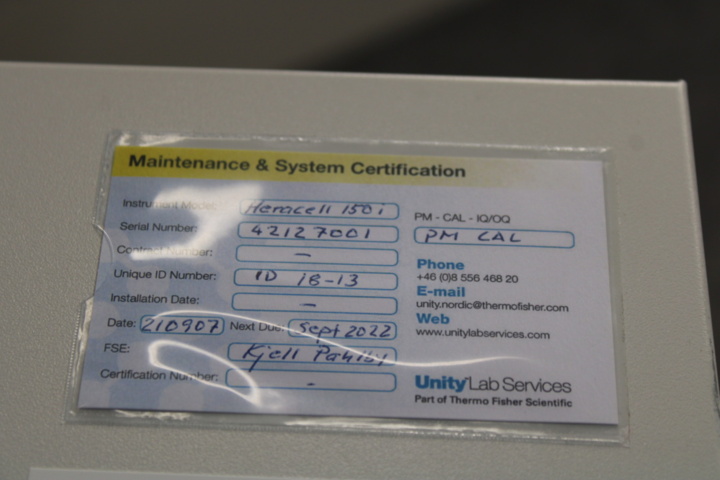 Maintenance & System Certification
Instrument Model: Heracell 150i
Serial Number: 42127001
Contract Number: —
Unique ID Number: ID 18-13
Installation Date: —
Date: 210907 Next Due: Sept 2022
FSE: Kjell
Certification Number: -
PM - CAL - IQ/OQ
PM CAL
Phone
+46 (0)8 556 468 20
E-mail
unity.nordic@thermofisher.com
Web
www.unitylabservices.com
Unity Lab Services
Part of Thermo Fisher Scientific